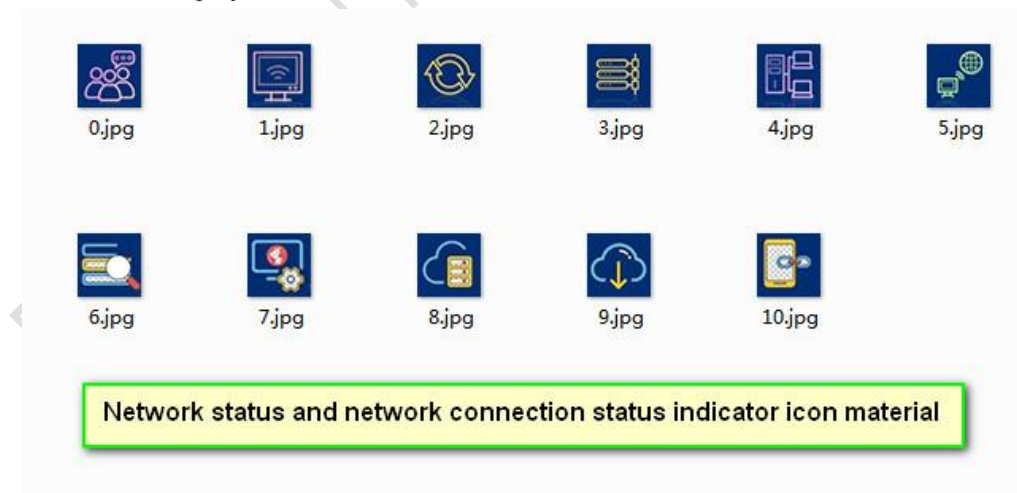 0.jpg 1.jpg 2.jpg 3.jpg 4.jpg 5.jpg
6.jpg 7.jpg 8.jpg 9.jpg 10.jpg
Network status and network connection status indicator icon material